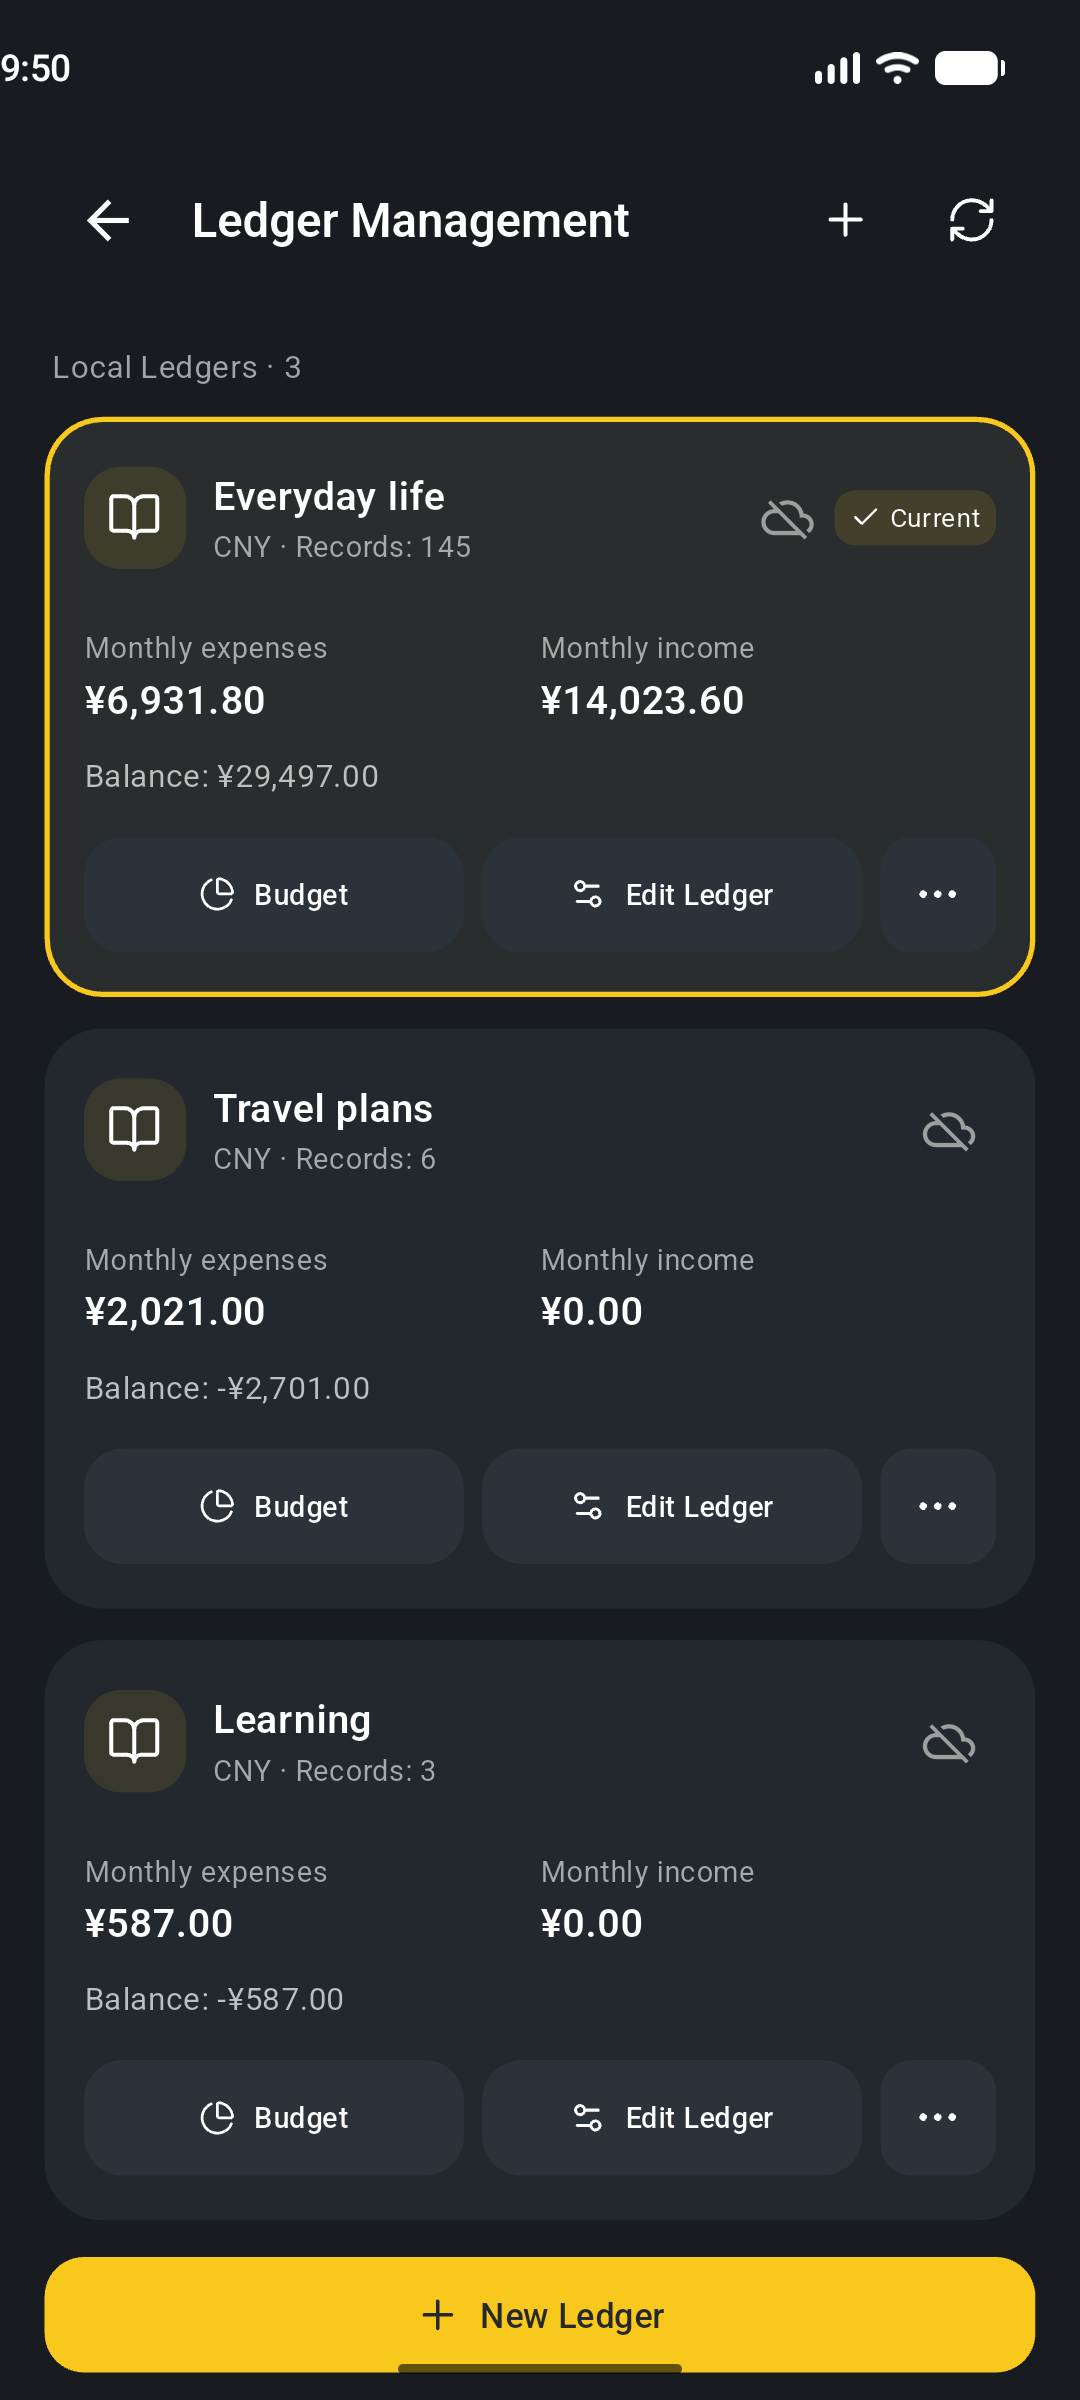 9:50
Ledger Management
Local Ledgers · 3
Everyday life
CNY · Records: 145
Current
Monthly expenses
Monthly income
¥6,931.80
¥14,023.60
Balance: ¥29,497.00
Budget
Edit Ledger
Travel plans
CNY · Records: 6
Monthly expenses
Monthly income
¥2,021.00
¥0.00
Balance: -¥2,701.00
Budget
Edit Ledger
Learning
CNY · Records: 3
Monthly expenses
Monthly income
¥587.00
¥0.00
Balance: -¥587.00
Budget
Edit Ledger
New Ledger